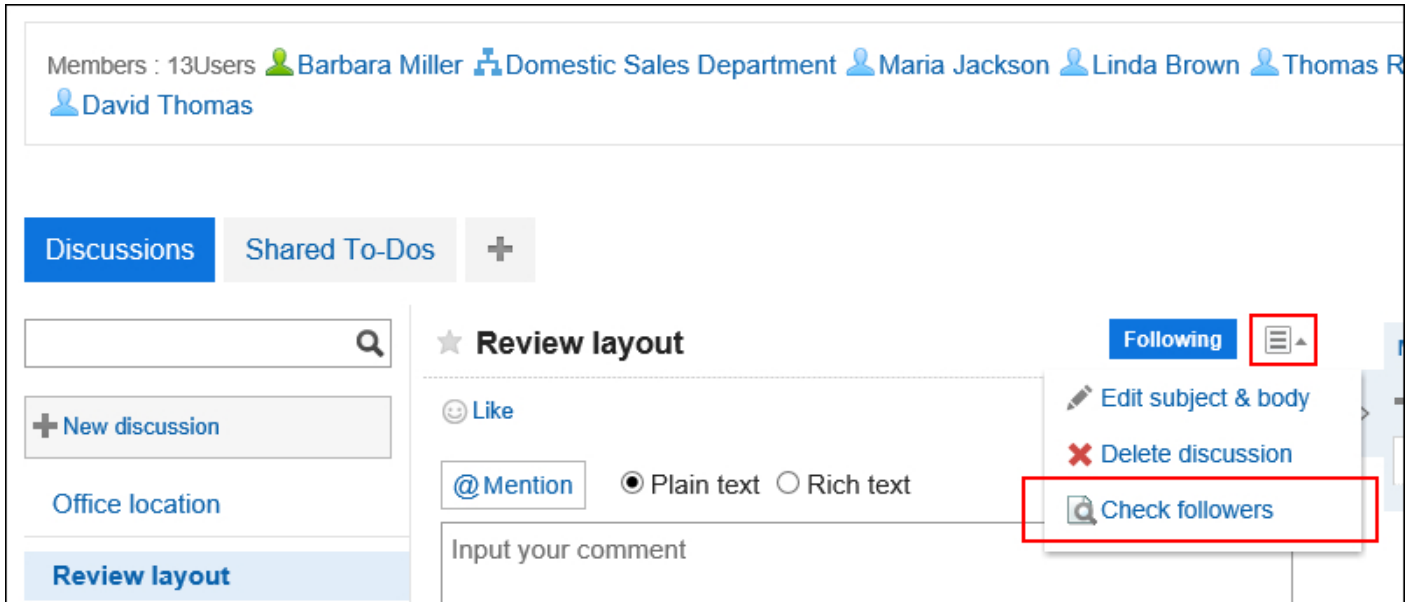 Members : 13Users Barbara Miller Domestic Sales Department Maria Jackson Linda Brown Thomas R
David Thomas
Discussions Shared To-Dos
Review layout
Following
Like
Edit subject & body
Delete discussion
Check followers
New discussion
@Mention Plain text Rich text
Office location
Input your comment
Review layout